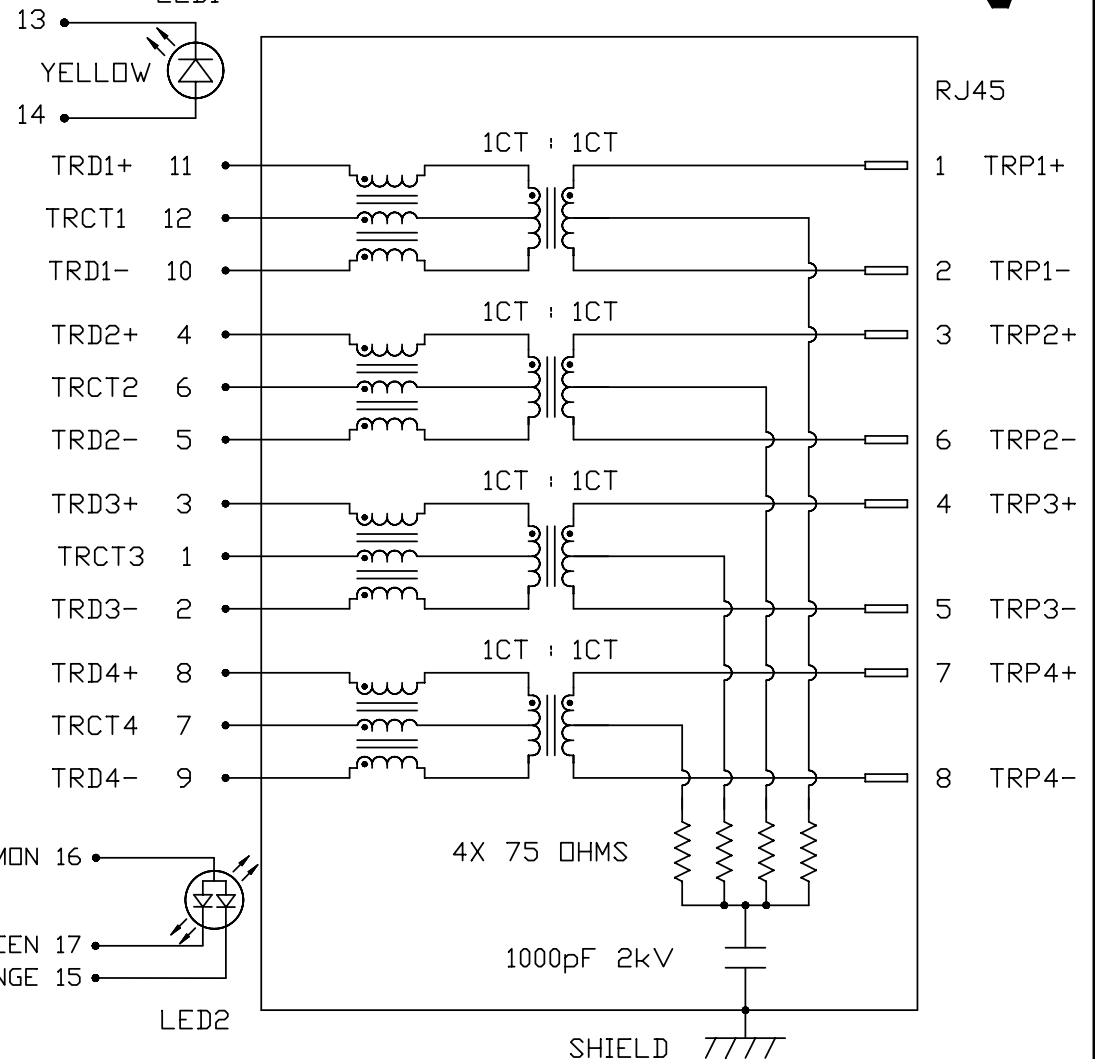 13
YELLOW
14
RJ45
1CT : 1CT
TRD1+ 11
1 TRP1+
TRCT1 12
TRD1- 10
2 TRP1-
1CT : 1CT
TRD2+ 4
3 TRP2+
TRCT2 6
TRD2- 5
6 TRP2-
1CT : 1CT
TRD3+ 3
4 TRP3+
TRCT3 1
TRD3- 2
5 TRP3-
1CT : 1CT
TRD4+ 8
7 TRP4+
TRCT4 7
TRD4- 9
8 TRP4-
4X 75 OHMS
16
17
1000pF 2kV
15
LED2
SHIELD